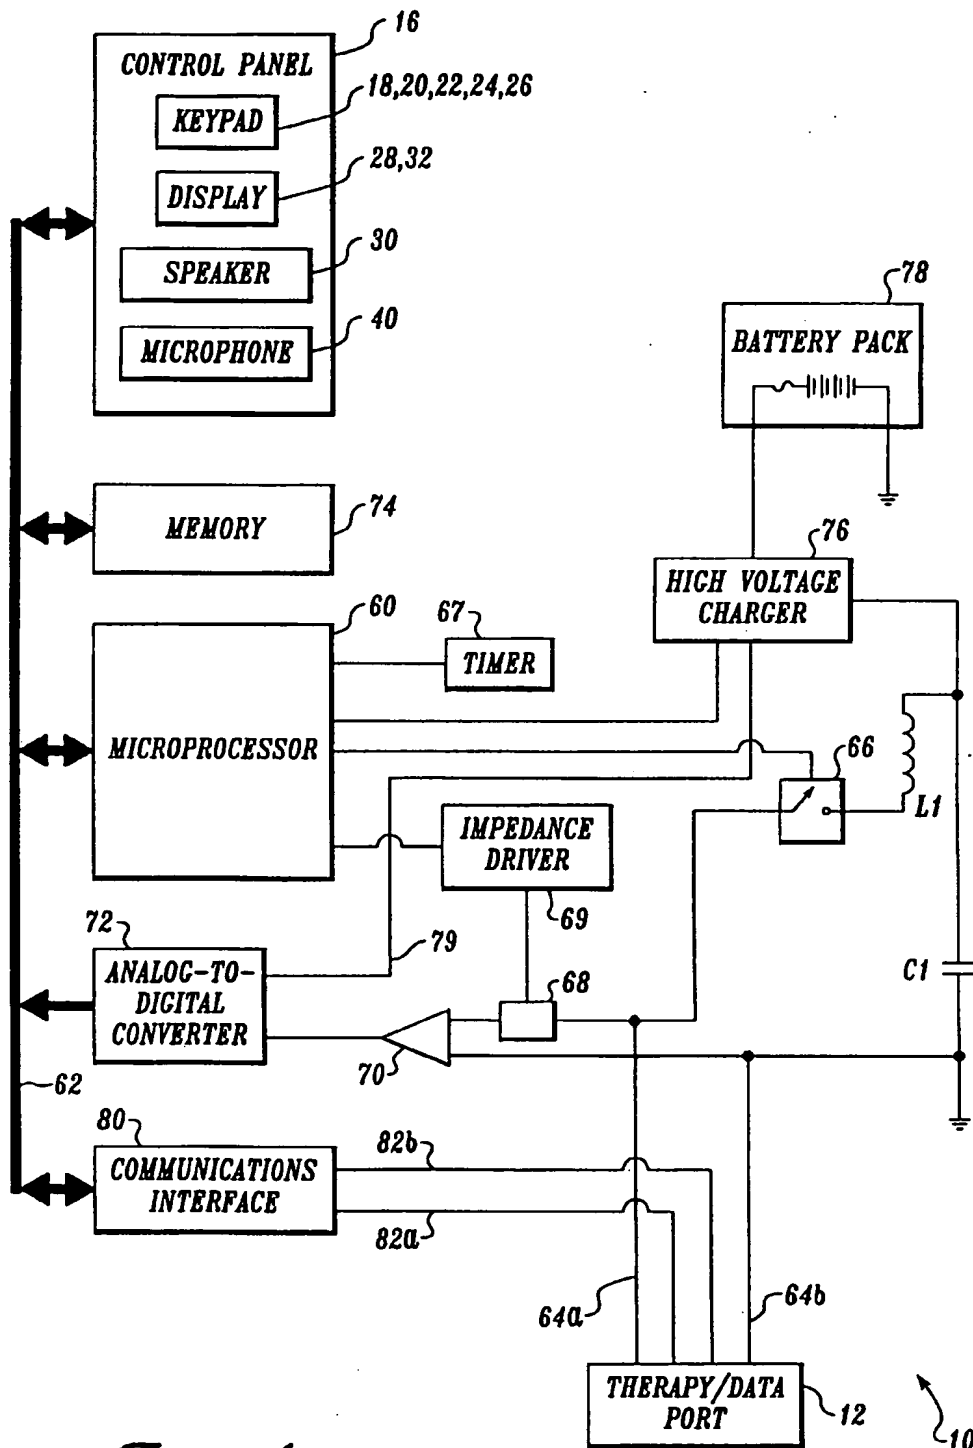 16
CONTROL PANEL
18,20,22,24,26
KEYPAD
28,32
DISPLAY
30
SPEAKER
40
MICROPHONE
78
BATTERY PACK
74
MEMORY
76
HIGH VOLTAGE
CHARGER
60
67
TIMER
MICROPROCESSOR
66
L1
IMPEDANCE
DRIVER
69
72
79
ANALOG-TO-
DIGITAL
CONVERTER
68
C1
70
62
80
82b
COMMUNICATIONS
INTERFACE
82a
64a
64b
THERAPY/DATA
PORT
12
10